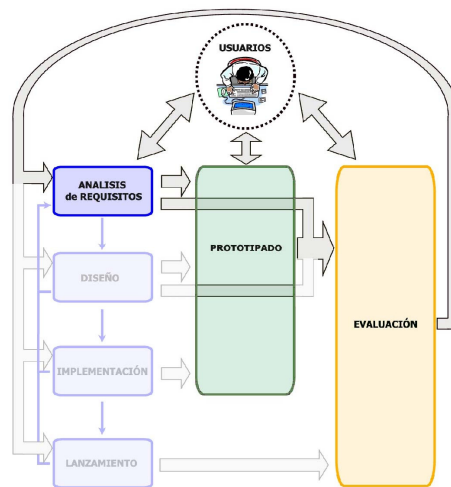 USUARIOS
ANALISIS
de REQUISITOS
PROTOTIPADO
DISEÑO
EVALUACIÓN
IMPLEMENTACIÓN
LANZAMIENTO